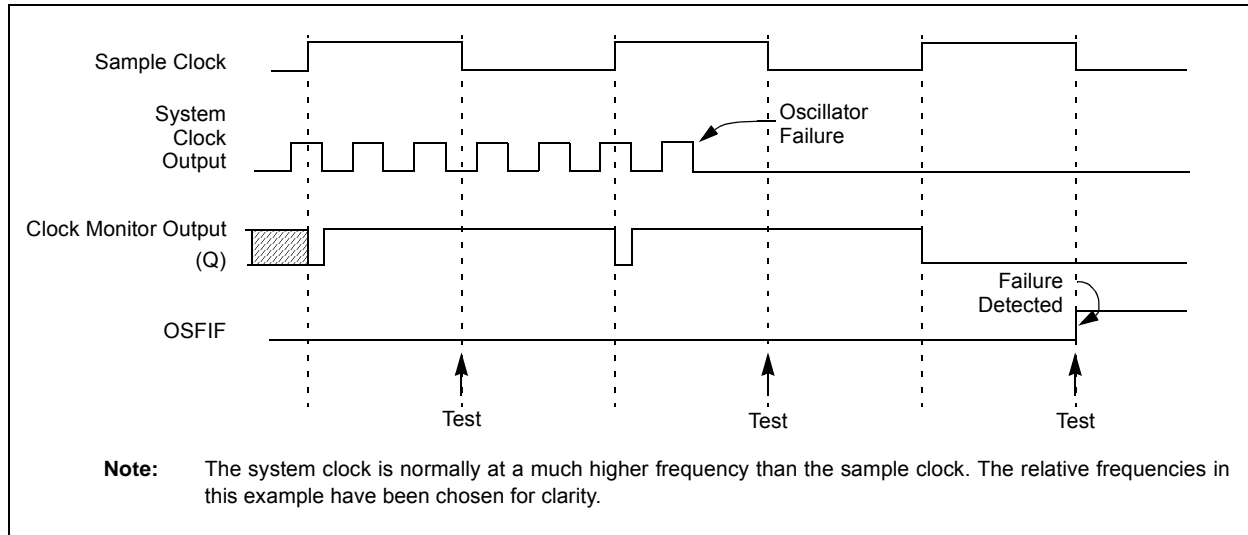 Sample Clock
System
Clock
Output
Oscillator
Failure
Clock Monitor Output
(Q)
Failure
Detected
OSFIF
Test
Test
Test
Note: The system clock is normally at a much higher frequency than the sample clock. The relative frequencies in
this example have been chosen for clarity.